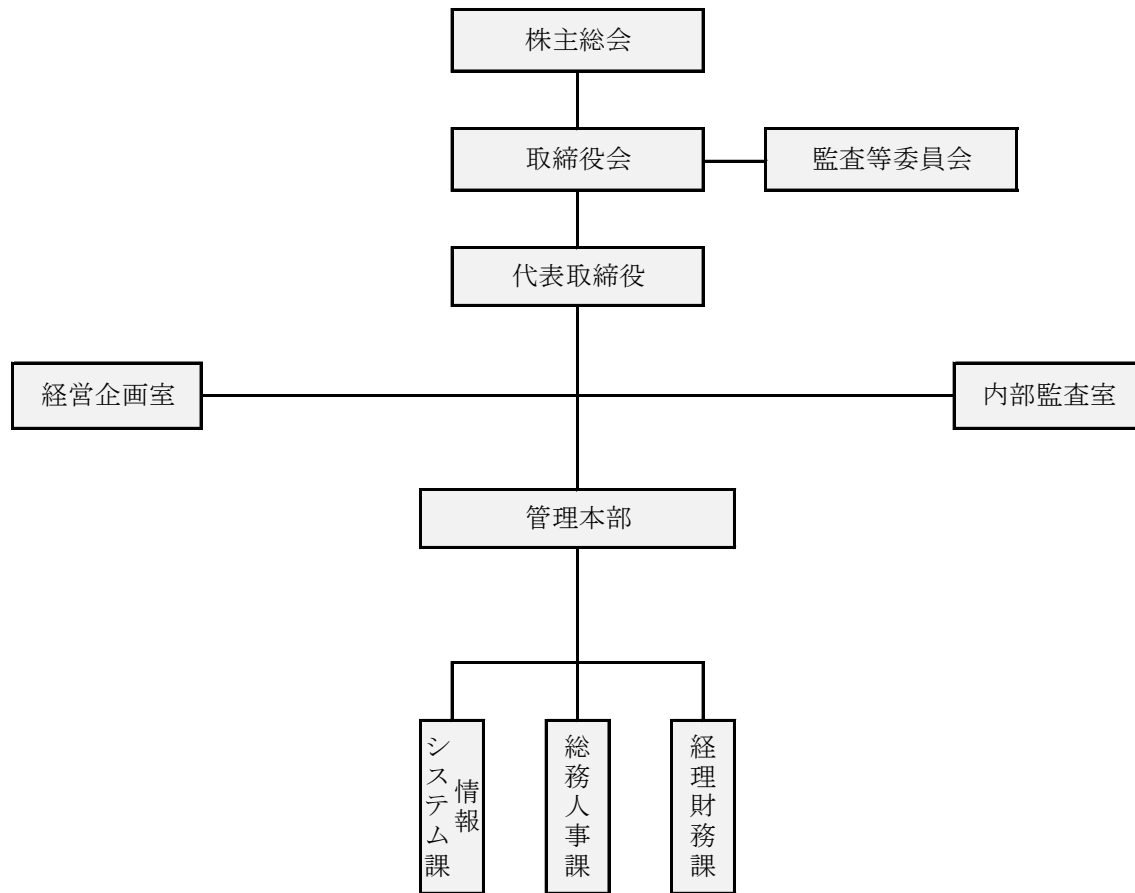 株主総会
取締役会
監査等委員会
代表取締役
経営企画室
内部監査室
管理本部
情報
システム課
総務人事課
経理財務課